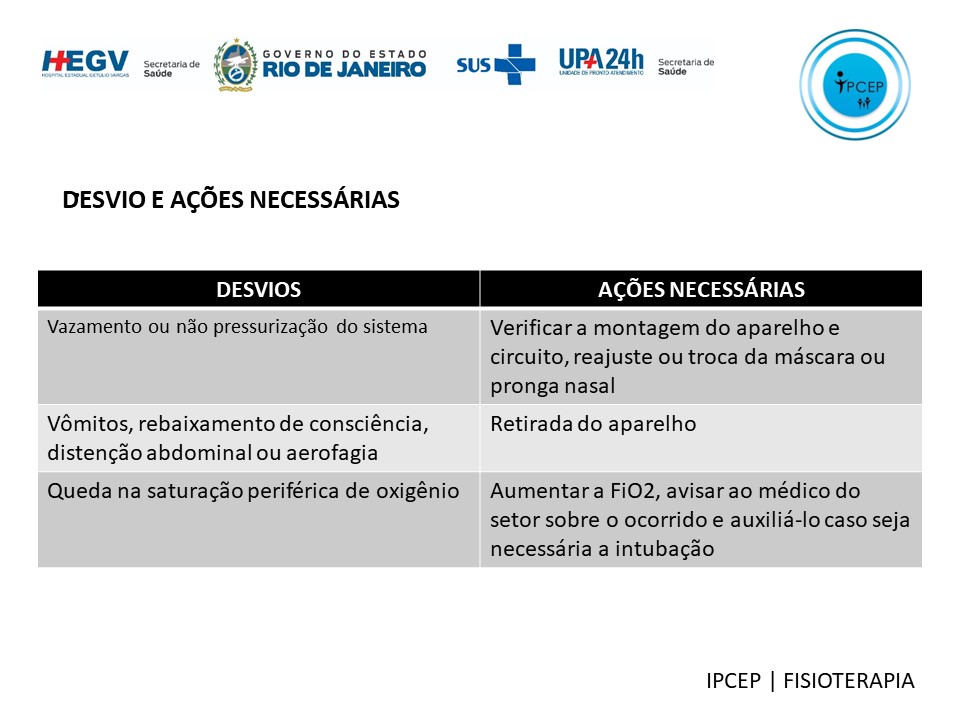 HEGV
HOSPITAL ESTADUAL GETÚLIO VARGAS
Secretaria de
Saúde
GOVERNO DO ESTADO
RIO DE JANEIRO
SUS
UPA 24h
UNIDADE DE PRONTO ATENDIMENTO
Secretaria de
Saúde
IPCEP
DESVIO E AÇÕES NECESSÁRIAS
DESVIOS
AÇÕES NECESSÁRIAS
Vazamento ou não pressurização do sistema
Verificar a montagem do aparelho e
circuito, reajuste ou troca da máscara ou
pronga nasal
Vômitos, rebaixamento de consciência,
distenção abdominal ou aerofagia
Retirada do aparelho
Queda na saturação periférica de oxigênio
Aumentar a FiO2, avisar ao médico do
setor sobre o ocorrido e auxiliá-lo caso seja
necessária a intubação
IPCEP | FISIOTERAPIA